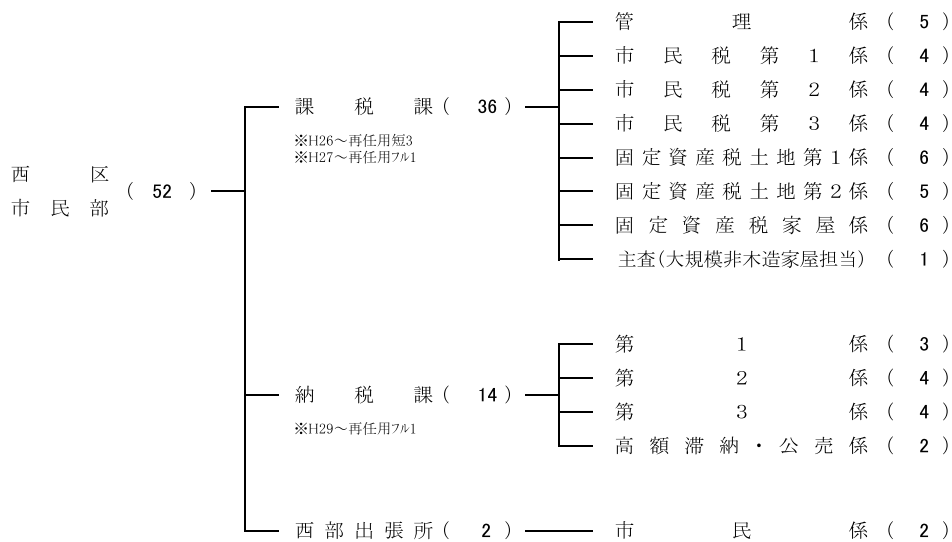 西区市民部 ( 52 )
課税課 ( 36 )
※H26～再任用短3
※H27～再任用フル1
管理係 ( 5 )
市民税第1係 ( 4 )
市民税第2係 ( 4 )
市民税第3係 ( 4 )
固定資産税土地第1係 ( 6 )
固定資産税土地第2係 ( 5 )
固定資産税家屋係 ( 6 )
主査(大規模非木造家屋担当) ( 1 )
納税課 ( 14 )
※H29～再任用フル1
第1係 ( 3 )
第2係 ( 4 )
第3係 ( 4 )
高額滞納・公売係 ( 2 )
西部出張所 ( 2 )
市民係 ( 2 )